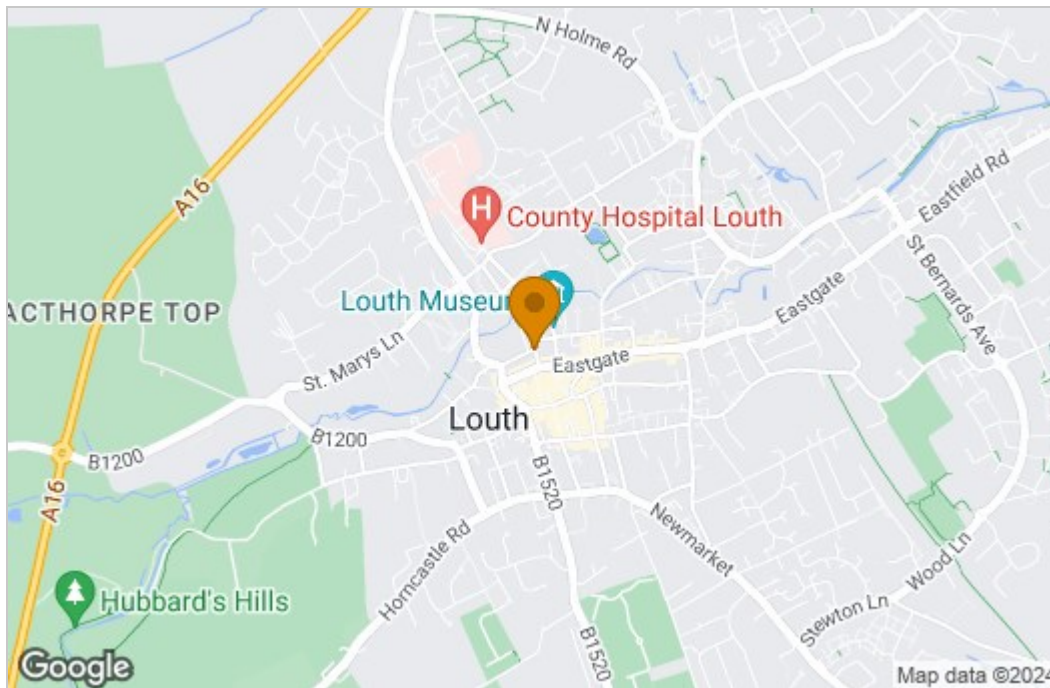 N Holme Rd
A16
H
County Hospital Louth
Eastfield Rd
St Bernards Ave
ACTHORPE TOP
Louth Museum
St. Marys Ln
Eastgate
Eastgate
Louth
B1200
B1200
A16
B1520
Horncastle Rd
Newmarket
Wood Ln
Stewton Ln
Hubbard's Hills
B1520
Google
Map data ©2024